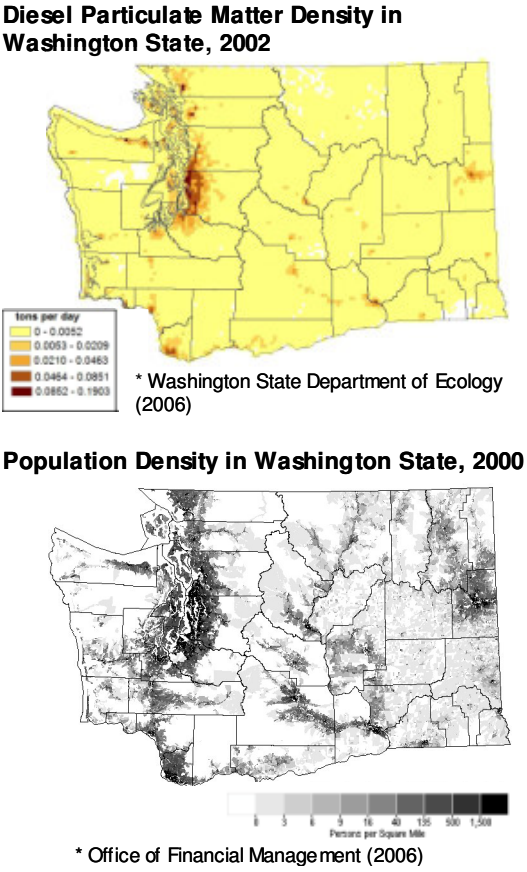 Diesel Particulate Matter Density in
Washington State, 2002
tons per day
0 - 0.0052
0.0053 - 0.0209
0.0210 - 0.0463
0.0464 - 0.0851
0.0852 - 0.1903
* Washington State Department of Ecology
(2006)
Population Density in Washington State, 2000
0 3 6 9 16 40 135 500 1,500
Persons per Square Mile
* Office of Financial Management (2006)